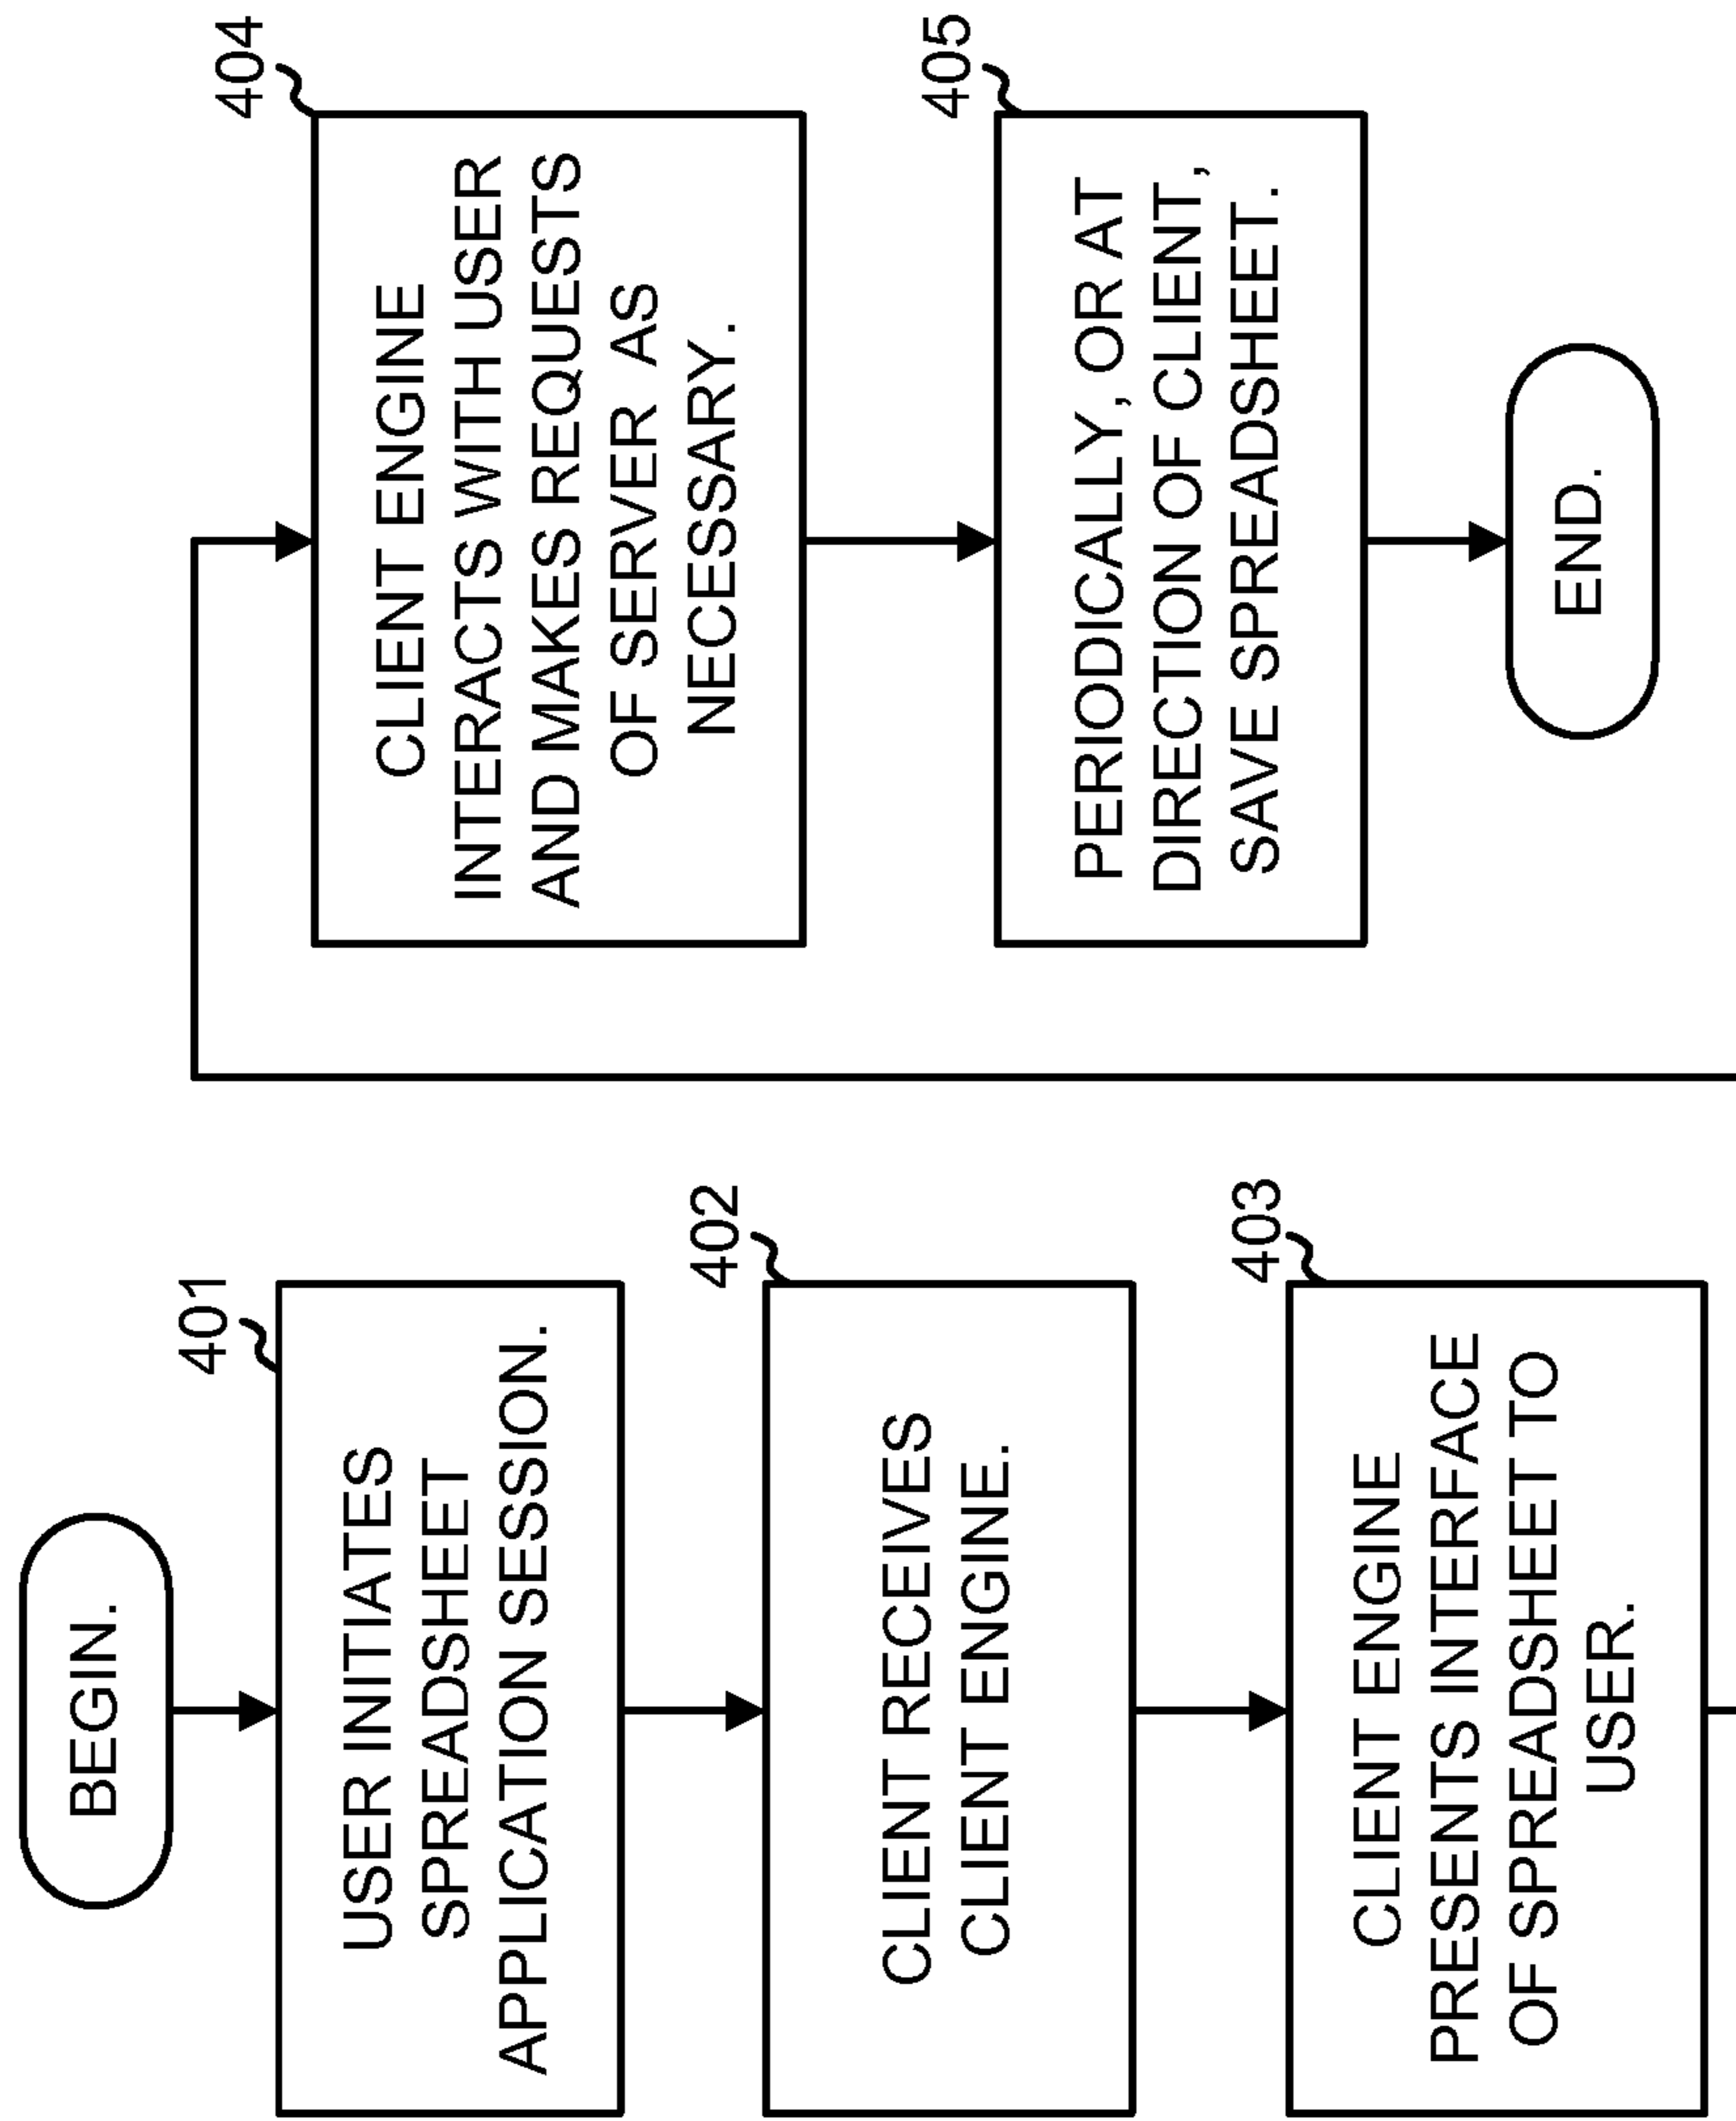 BEGIN.
401
USER INITIATES
SPREADSHEET
APPLICATION SESSION.
402
CLIENT RECEIVES
CLIENT ENGINE.
403
CLIENT ENGINE
PRESENTS INTERFACE
OF SPREADSHEET TO
USER.
404
CLIENT ENGINE
INTERACTS WITH USER
AND MAKES REQUESTS
OF SERVER AS
NECESSARY.
405
PERIODICALLY, OR AT
DIRECTION OF CLIENT,
SAVE SPREADSHEET.
END.